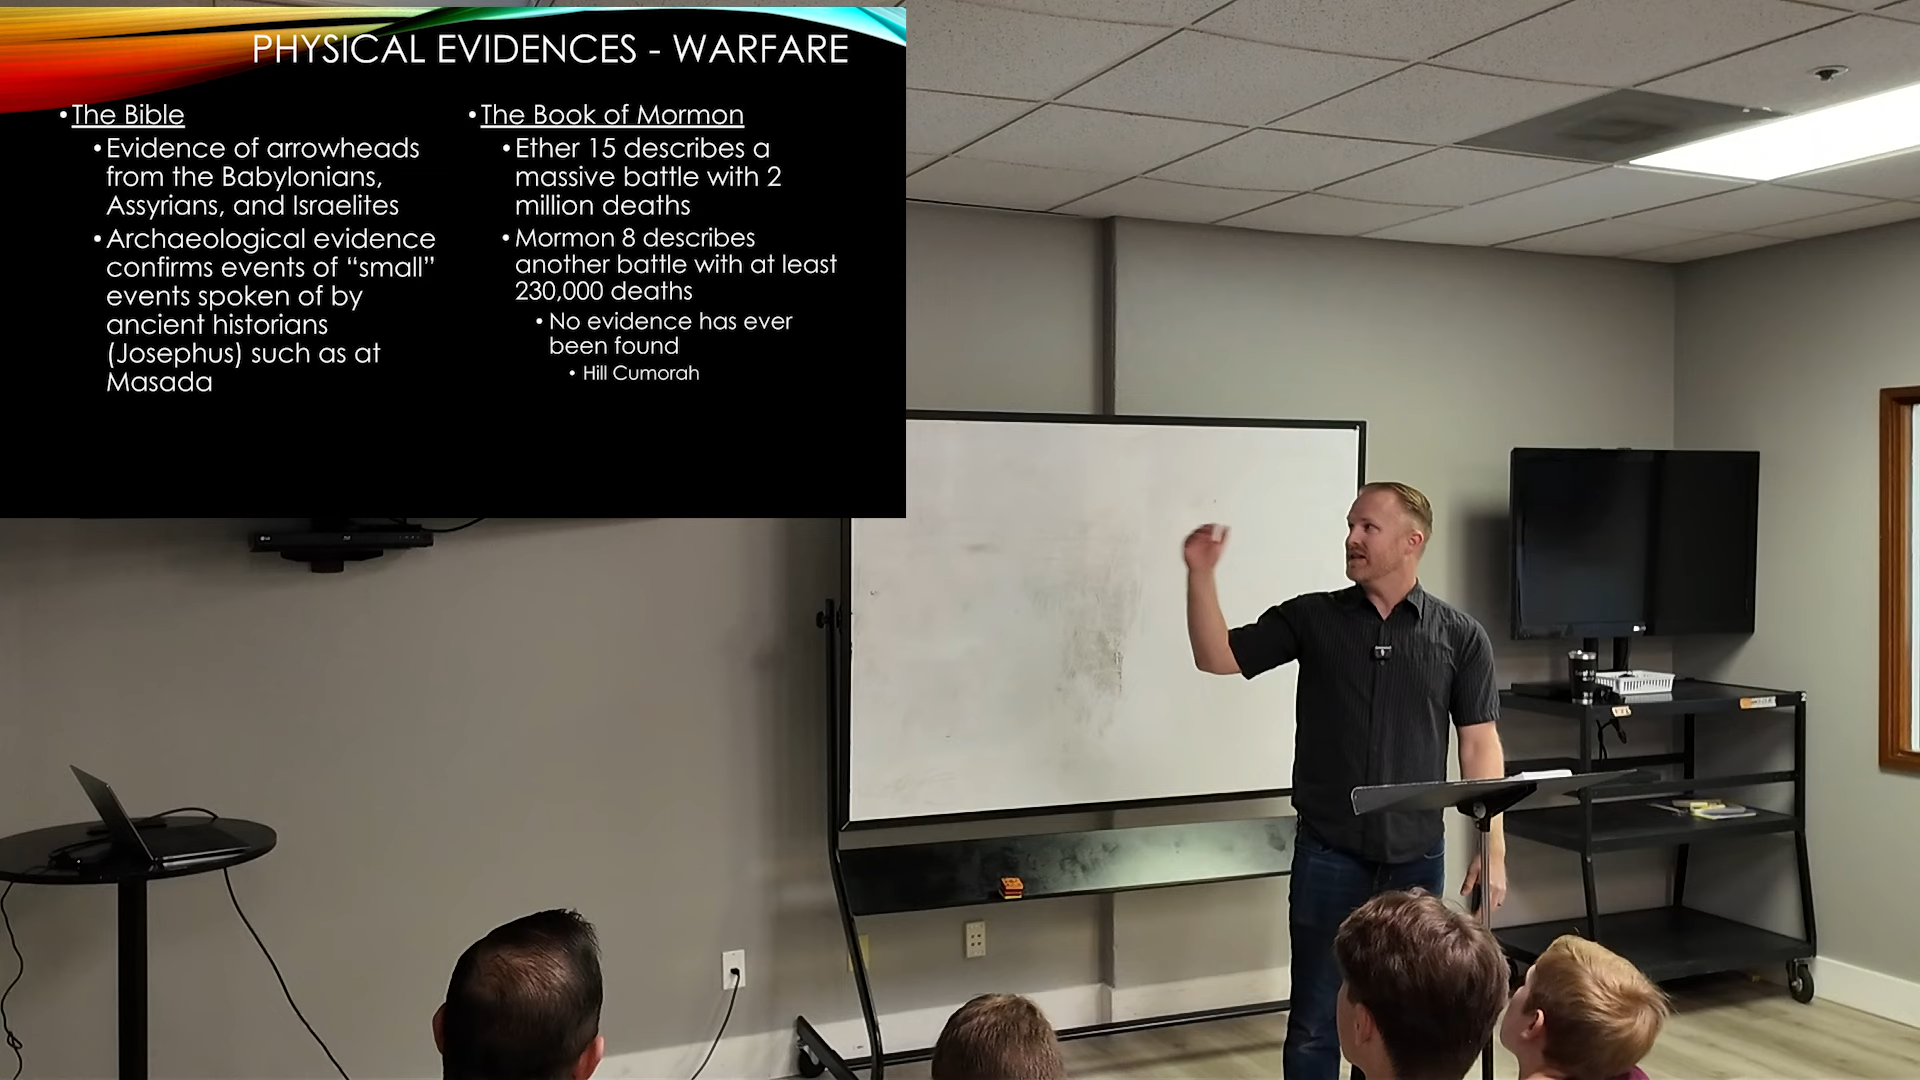 PHYSICAL EVIDENCES - WARFARE
•The Bible
•Evidence of arrowheads
from the Babylonians,
Assyrians, and Israelites
•Archaeological evidence
confirms events of “small”
events spoken of by
ancient historians
(Josephus) such as at
Masada
•The Book of Mormon
•Ether 15 describes a
massive battle with 2
million deaths
•Mormon 8 describes
another battle with at least
230,000 deaths
•No evidence has ever
been found
•Hill Cumorah